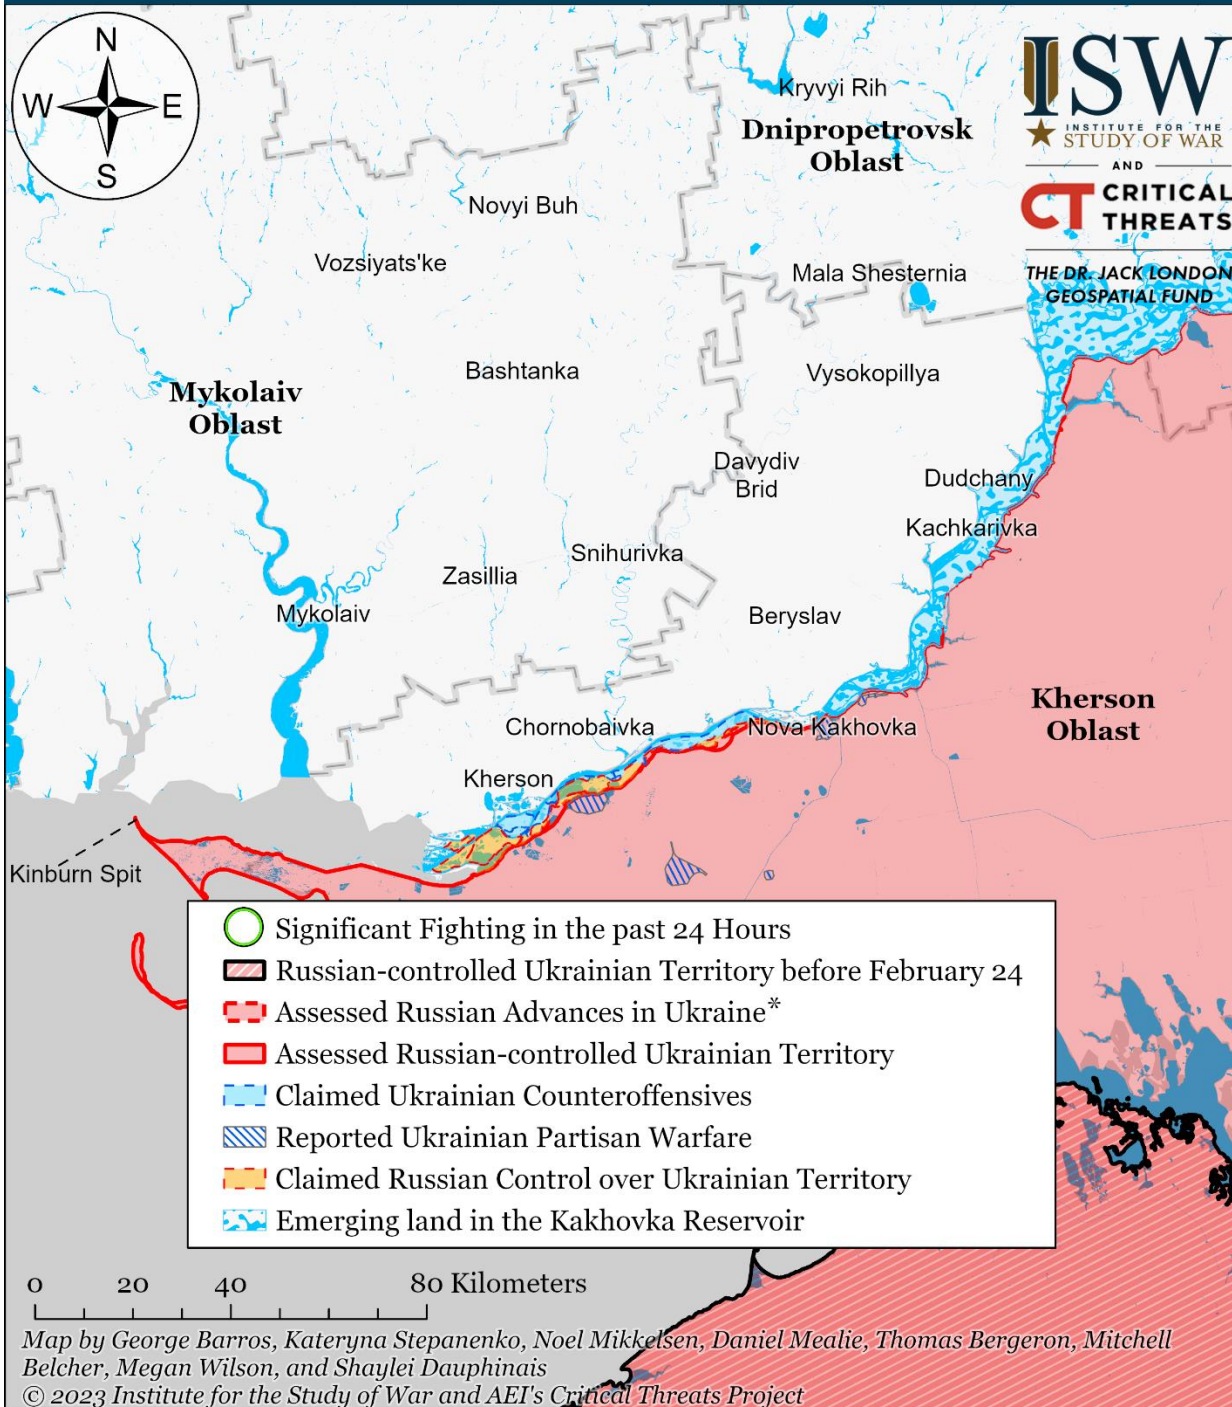 N
W E
S
ISW
INSTITUTE FOR THE
STUDY OF WAR
AND
CT CRITICAL
THREATS
THE DR. JACK LONDON
GEOSPATIAL FUND
Kryvyi Rih
Dnipropetrovsk
Oblast
Novyi Buh
Vozsiyats'ke
Mala Shesternia
Bashtanka
Vysokopillya
Mykolaiv
Oblast
Davydiv
Brid
Dudchany
Kachkarivka
Snihurivka
Zasillia
Mykolaiv
Beryslav
Kherson
Oblast
Chornobaivka
Nova Kakhovka
Kherson
Kinburn Spit
Significant Fighting in the past 24 Hours
Russian-controlled Ukrainian Territory before February 24
Assessed Russian Advances in Ukraine*
Assessed Russian-controlled Ukrainian Territory
Claimed Ukrainian Counteroffensives
Reported Ukrainian Partisan Warfare
Claimed Russian Control over Ukrainian Territory
Emerging land in the Kakhovka Reservoir
0 20 40 80 Kilometers
Map by George Barros, Kateryna Stepanenko, Noel Mikkelsen, Daniel Mealie, Thomas Bergeron, Mitchell
Belcher, Megan Wilson, and Shaylei Dauphinais
© 2023 Institute for the Study of War and AEI's Critical Threats Project